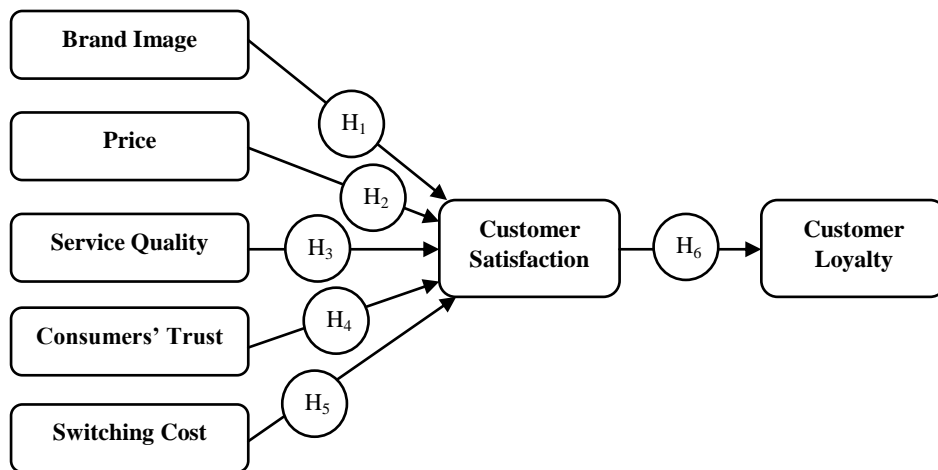 Brand Image
H₁
Price
H₂
Service Quality
H₃
Customer
Satisfaction
H₆
Customer
Loyalty
Consumers’ Trust
H₄
Switching Cost
H₅